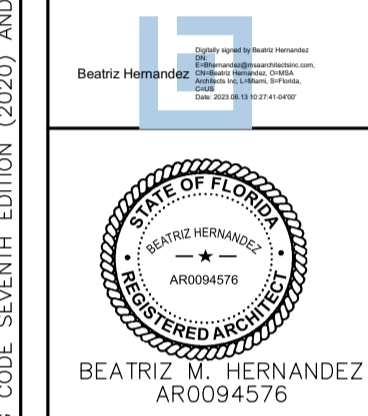 CODE SEVENTH EDITION (2020) AND
Beatriz Hernandez
Digitally signed by Beatriz Hernandez
DN:
E=Bhernandez@msaarchitectsinc.com,
CN=Beatriz Hernandez, O=MSA
Architects Inc, L=Miami, S=Florida,
C=US
Date: 2023.06.13 10:27:41-04'00'
STATE OF FLORIDA
BEATRIZ HERNANDEZ
AR0094576
REGISTERED ARCHITECT
BEATRIZ M. HERNANDEZ
AR0094576